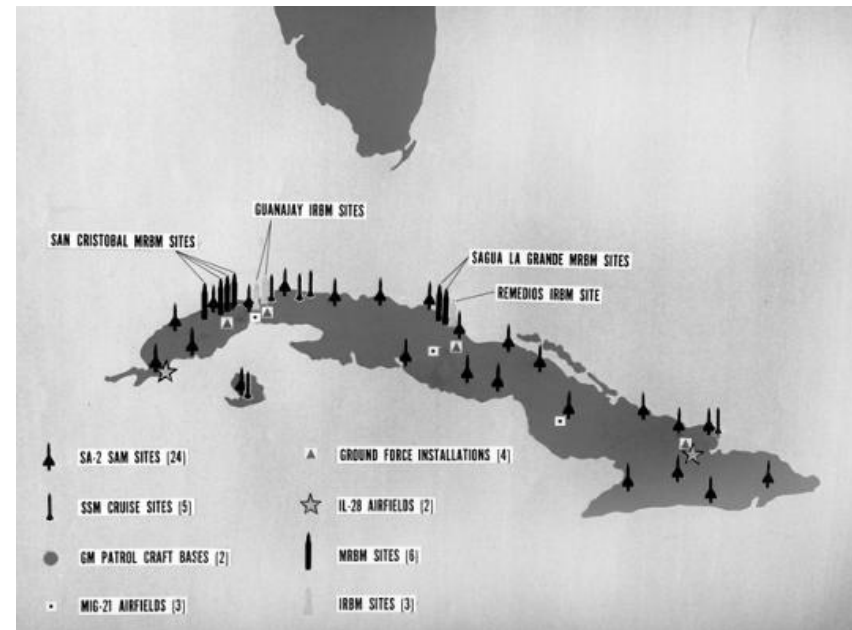 GUANAJAY IRBM SITES
SAN CRISTOBAL MRBM SITES
SAGUA LA GRANDE MRBM SITES
REMEDIOS IRBM SITE
SA-2 SAM SITES (24)
SSM CRUISE SITES (5)
GM PATROL CRAFT BASES (2)
MIG-21 AIRFIELDS (3)
GROUND FORCE INSTALLATIONS (4)
IL-28 AIRFIELDS (2)
MRBM SITES (6)
IRBM SITES (3)